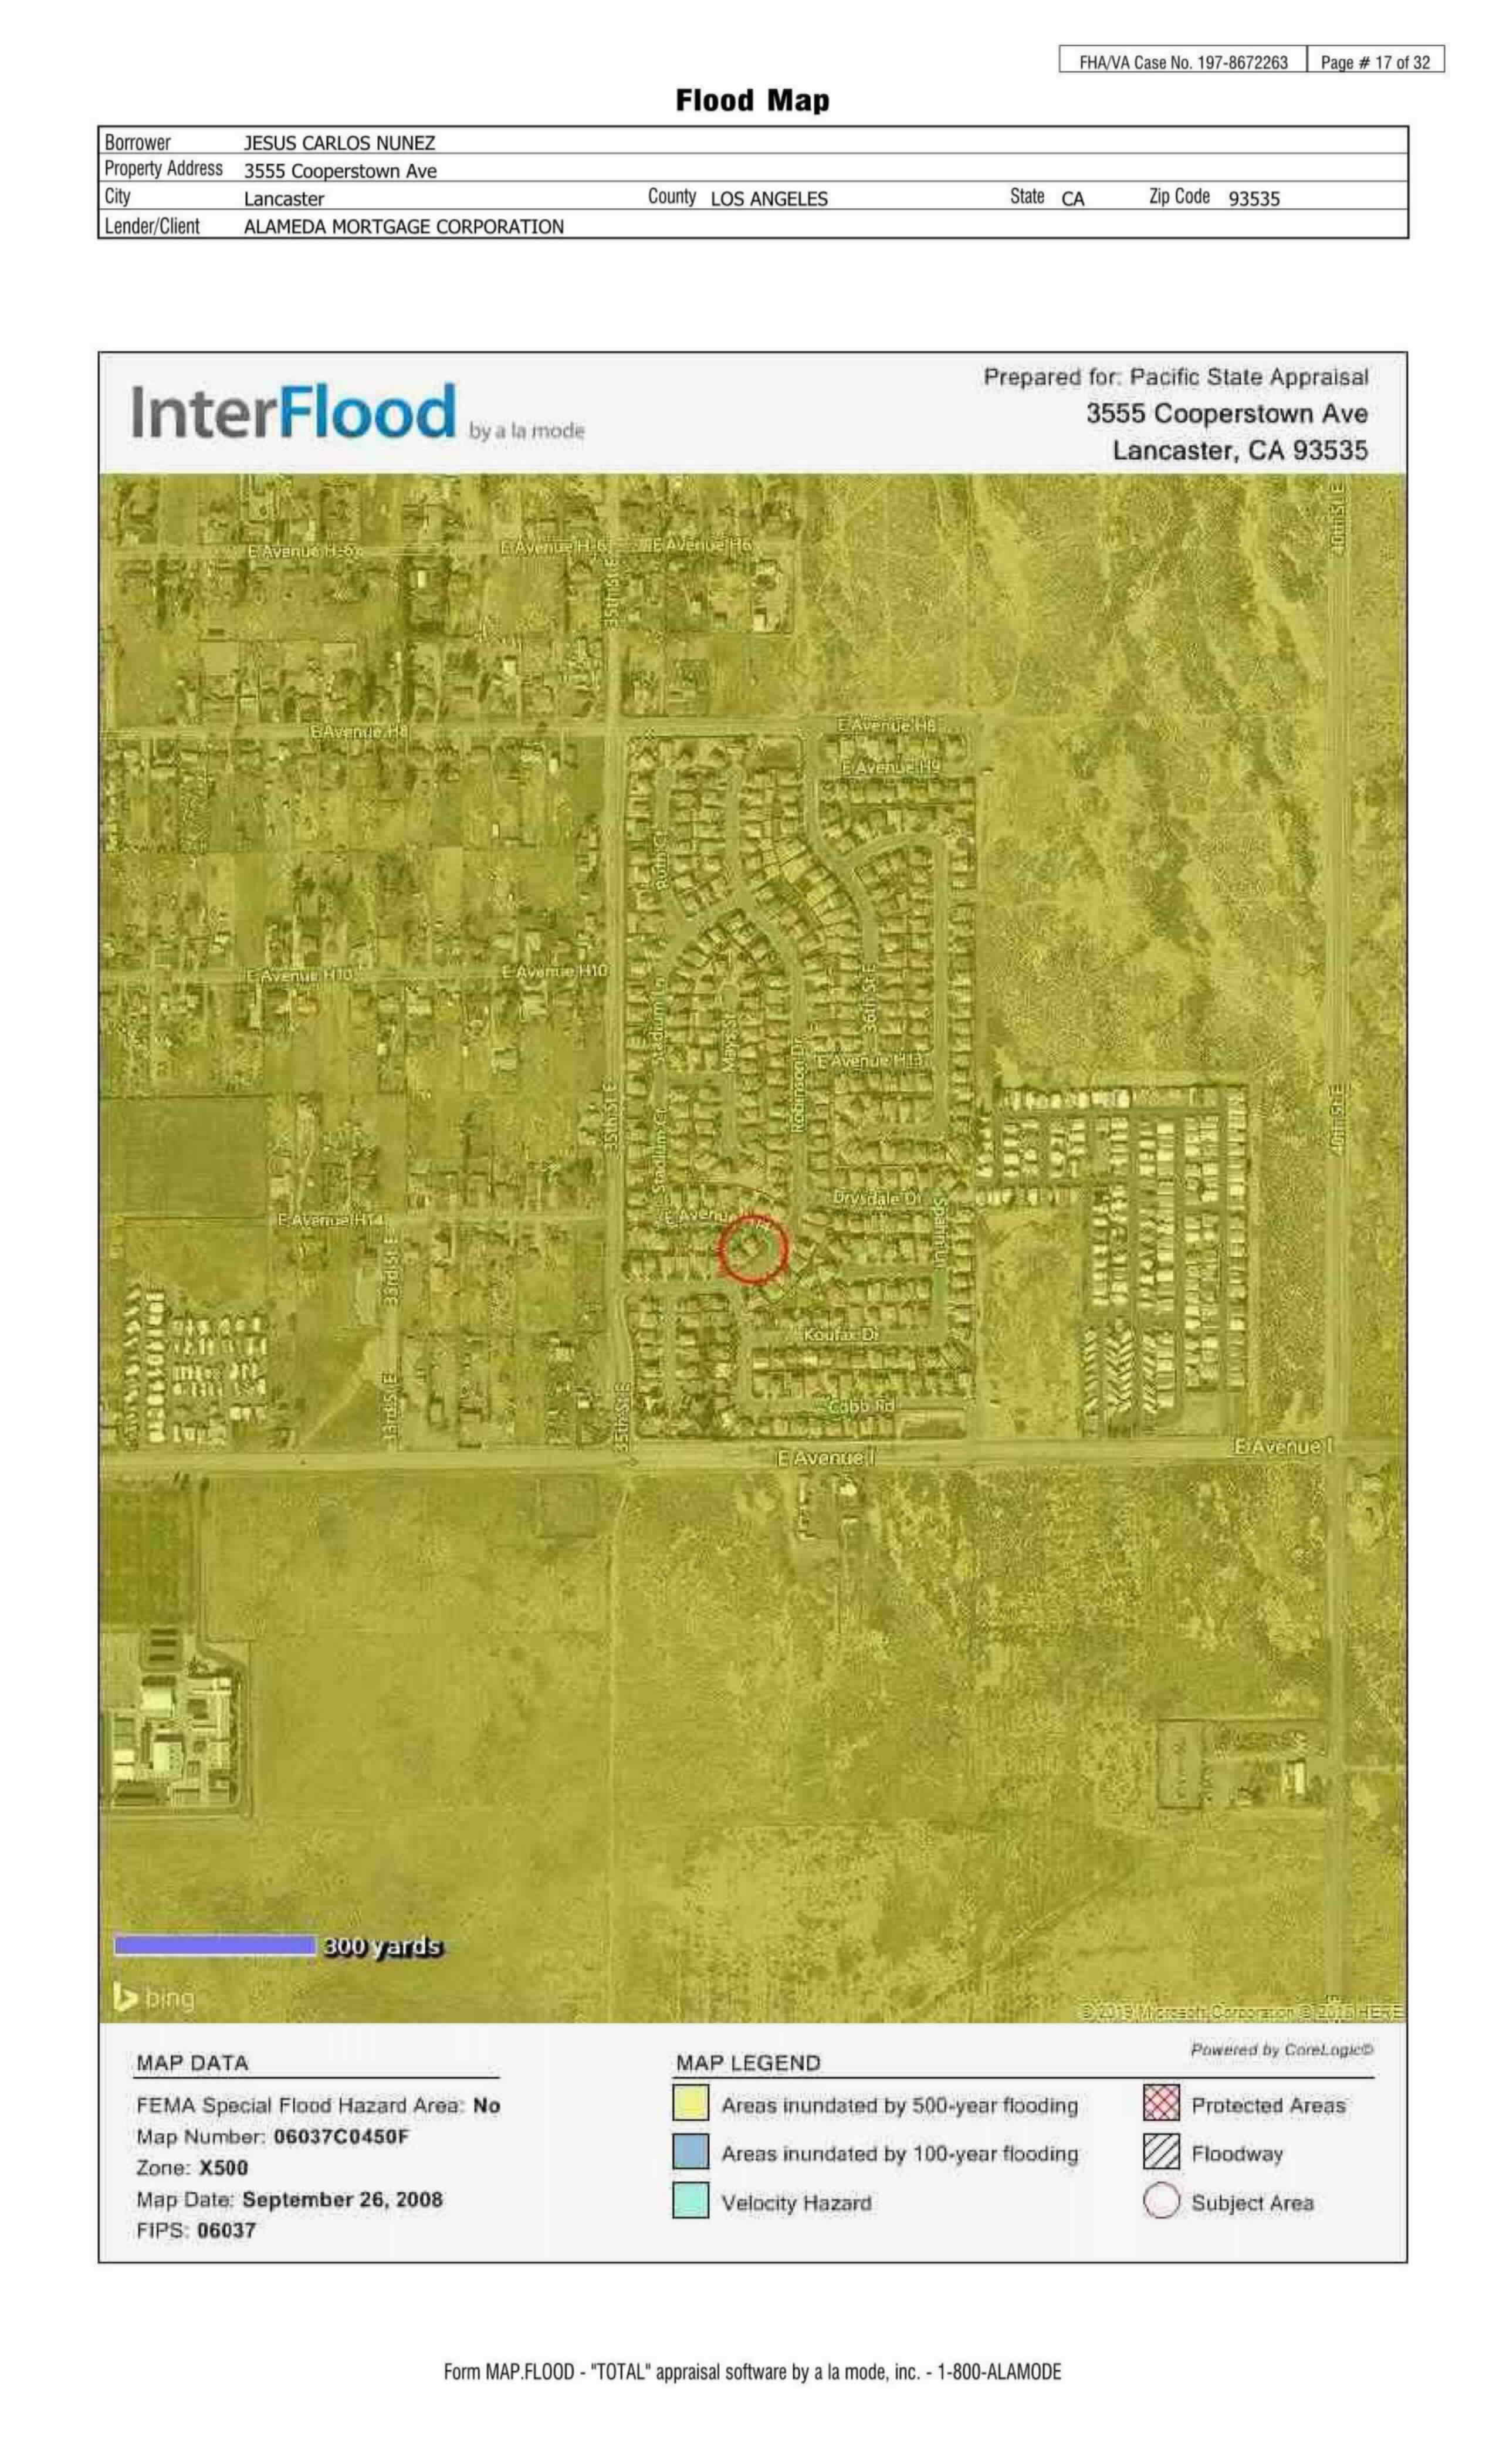 FHA/VA Case No. 197-8672263 Page # 17 of 32
Flood Map
Borrower JESUS CARLOS NUNEZ
Property Address 3555 Cooperstown Ave
City Lancaster County LOS ANGELES State CA Zip Code 93535
Lender/Client ALAMEDA MORTGAGE CORPORATION
InterFlood by a la mode
Prepared for: Pacific State Appraisal
3555 Cooperstown Ave
Lancaster, CA 93535
40th St E
E Avenue H-6 E Avenue H-6 E Avenue H6
35th St E
E Avenue H8 E Avenue H8
E Avenue H9
Ruth Ct
E Avenue H10 E Avenue H10
Stadium Ln
Mays St
36th St E
Robinson Dr
E Avenue H13
35th St E
40th St E
Stadium Ct
Drysdale Dr
Spahn Ln
E Avenue H14
33rd St E
Koufax Dr
33rd St E
35th St E
Cobb Rd
E Avenue I E Avenue I
300 yards
bing
© 2019 Microsoft Corporation © 2016 HERE
MAP DATA
FEMA Special Flood Hazard Area: No
Map Number: 06037C0450F
Zone: X500
Map Date: September 26, 2008
FIPS: 06037
MAP LEGEND
Powered by CoreLogic©
Areas inundated by 500-year flooding
Areas inundated by 100-year flooding
Velocity Hazard
Protected Areas
Floodway
Subject Area
Form MAP.FLOOD - "TOTAL" appraisal software by a la mode, inc. - 1-800-ALAMODE